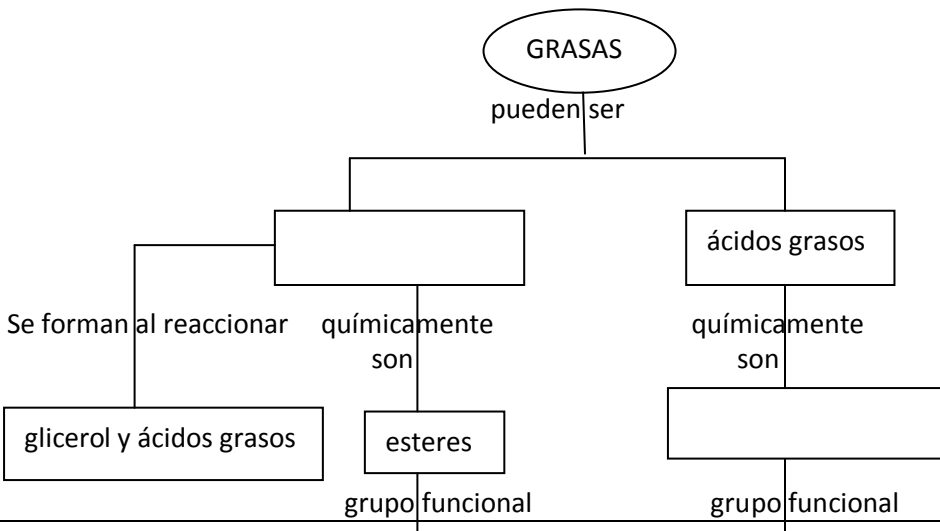 GRASAS
pueden ser
ácidos grasos
Se forman al reaccionar
químicamente
son
químicamente
son
glicerol y ácidos grasos
esteres
grupo funcional
grupo funcional